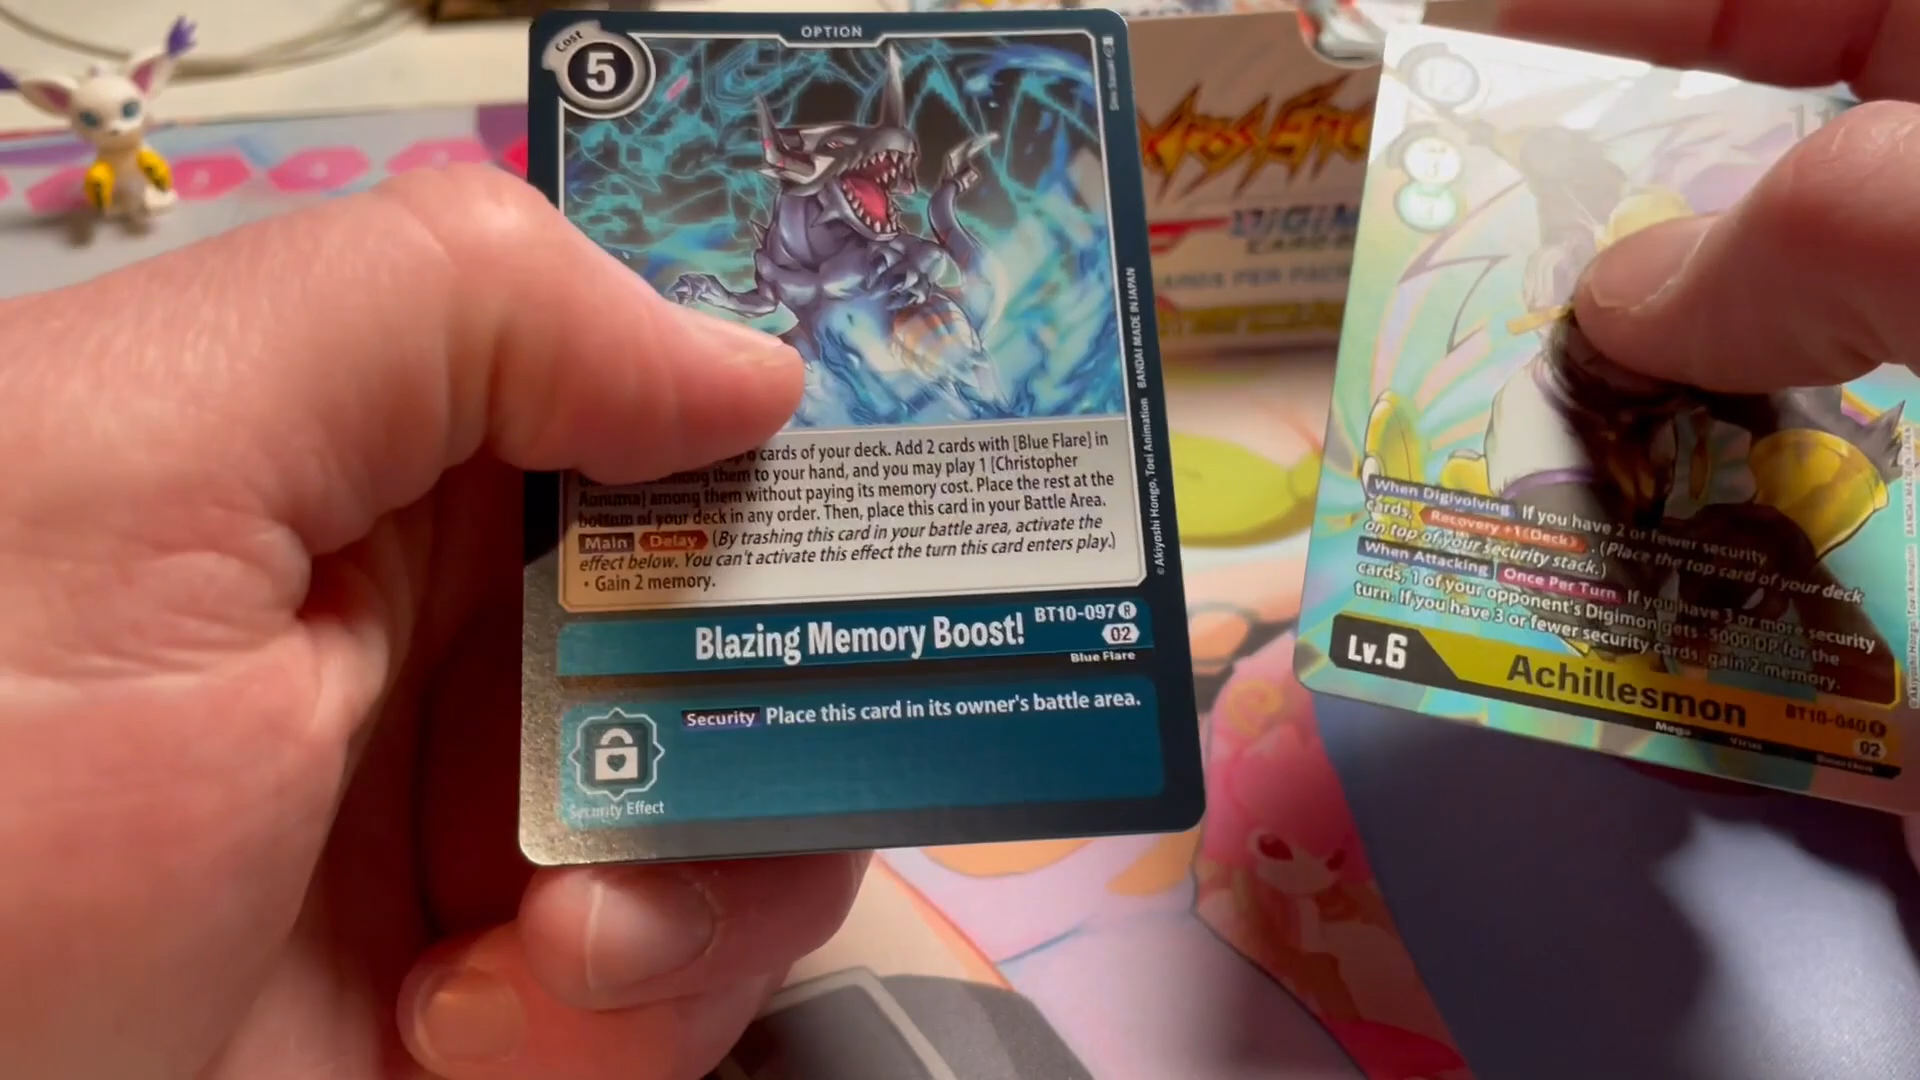 OPTION
Cost
5
cards of your deck. Add 2 cards with [Blue Flare] in
among them to your hand, and you may play 1 [Christopher
Aonuma] among them without paying its memory cost. Place the rest at the
bottom of your deck in any order. Then, place this card in your Battle Area.
Main Delay (By trashing this card in your battle area, activate the
effect below. You can't activate this effect the turn this card enters play.)
• Gain 2 memory.
Blazing Memory Boost!
BT10-097 R
02
Blue Flare
Security Place this card in its owner's battle area.
Security Effect
©Akiyoshi Hongo, Toei Animation BANDAI MADE IN JAPAN
XROS ENC
DIGIM
CARD
CARDS PER PACK
When Digivolving If you have 2 or fewer security
cards, Recovery +1 (Deck). (Place the top card of your deck
on top of your security stack.)
When Attacking Once Per Turn If you have 3 or more security
cards, 1 of your opponent's Digimon gets -5000 DP for the
turn. If you have 3 or fewer security cards, gain 2 memory.
Lv.6
Achillesmon
BT10-040 R
02
Mega
Virus